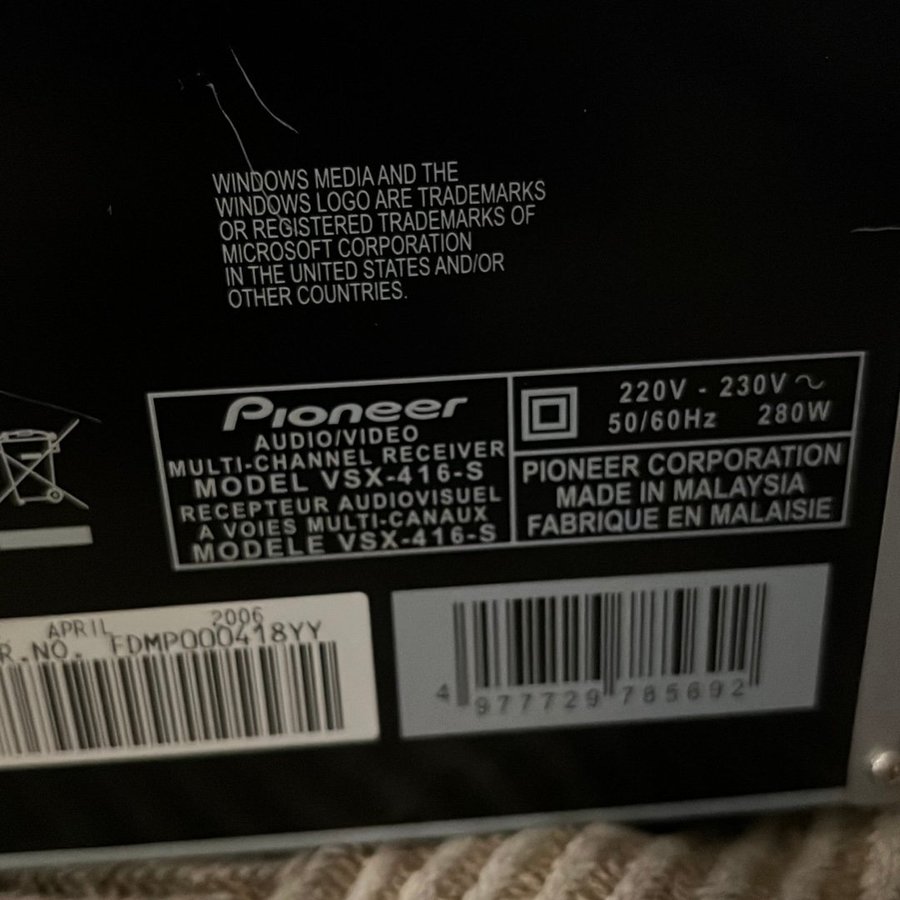 WINDOWS MEDIA AND THE
WINDOWS LOGO ARE TRADEMARKS
OR REGISTERED TRADEMARKS OF
MICROSOFT CORPORATION
IN THE UNITED STATES AND/OR
OTHER COUNTRIES.
Pioneer
AUDIO/VIDEO
MULTI-CHANNEL RECEIVER
MODEL VSX-416-S
RECEPTEUR AUDIOVISUEL
A VOIES MULTI-CANAUX
MODELE VSX-416-S
220V - 230V ~
50/60Hz 280W
PIONEER CORPORATION
MADE IN MALAYSIA
FABRIQUE EN MALAISIE
APRIL 2006
R.NO. FDMP000418YY
4 977729 785692